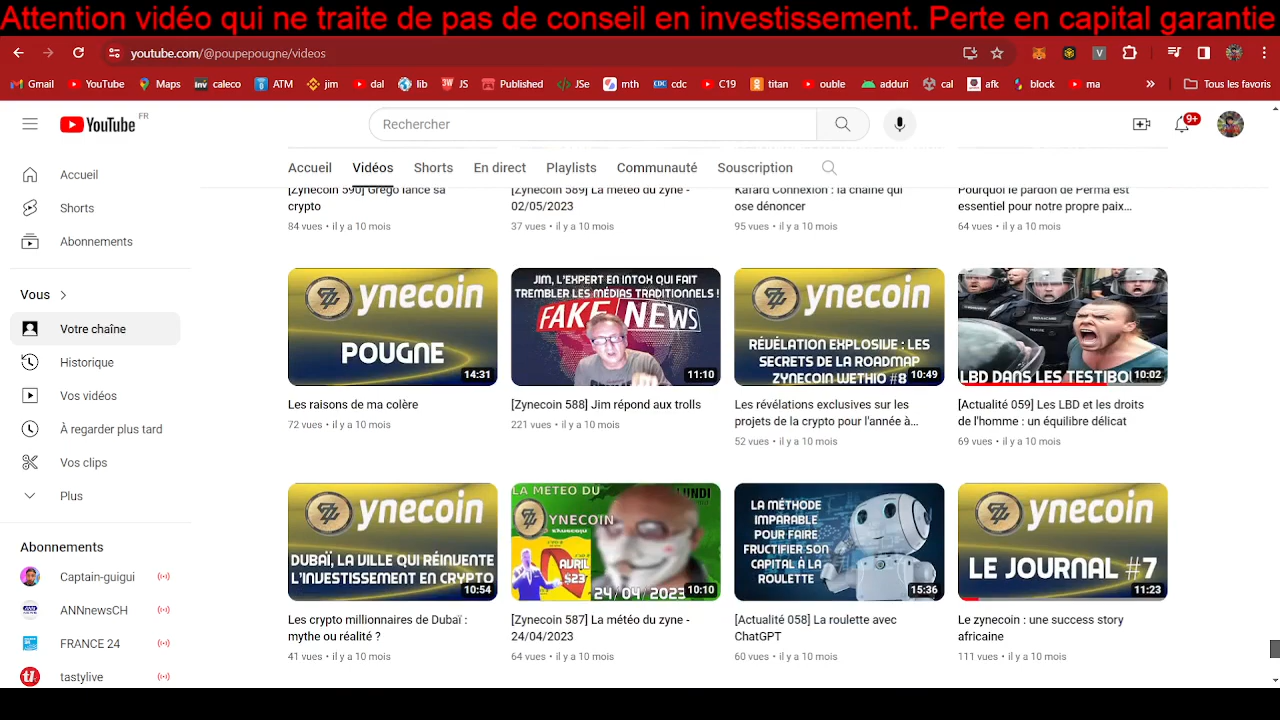 Attention vidéo qui ne traite de pas de conseil en investissement. Perte en capital garantie
youtube.com/@poupepougne/videos
Gmail YouTube Maps caleco ATM jim dal lib JS Published JSe mth cdc C19 titan ouble adduri cal afk block ma » Tous les favoris
YouTube FR
Rechercher
9+
Accueil Vidéos Shorts En direct Playlists Communauté Souscription
Accueil
Shorts
Abonnements
Vous
Votre chaîne
Historique
Vos vidéos
À regarder plus tard
Vos clips
Plus
Abonnements
Captain-guigui
ANNnewsCH
FRANCE 24
tastylive
[Zynecoin 590] Grego lance sa
crypto
84 vues • il y a 10 mois
[Zynecoin 589] La météo du zyne -
02/05/2023
37 vues • il y a 10 mois
Kafard Connexion : la chaîne qui
ose dénoncer
95 vues • il y a 10 mois
Pourquoi le pardon de Perma est
essentiel pour notre propre paix...
64 vues • il y a 10 mois
ynecoin
POUGNE
14:31
Les raisons de ma colère
72 vues • il y a 10 mois
JIM, L'EXPERT EN INTOX QUI FAIT
TREMBLER LES MÉDIAS TRADITIONNELS !
FAKE NEWS
11:10
[Zynecoin 588] Jim répond aux trolls
221 vues • il y a 10 mois
ynecoin
RÉVÉLATION EXPLOSIVE : LES
SECRETS DE LA ROADMAP
ZYNECOIN WETHIO #8
10:49
Les révélations exclusives sur les
projets de la crypto pour l'année à...
52 vues • il y a 10 mois
LBD DANS LES TESTIBO
10:02
[Actualité 059] Les LBD et les droits
de l'homme : un équilibre délicat
69 vues • il y a 10 mois
ynecoin
DUBAÏ, LA VILLE QUI RÉINVENTE
L'INVESTISSEMENT EN CRYPTO
10:54
Les crypto millionnaires de Dubaï :
mythe ou réalité ?
41 vues • il y a 10 mois
LA METEO DU
LUNDI
YNECOIN
AVRIL
$23
24/04/2023
10:10
[Zynecoin 587] La météo du zyne -
24/04/2023
64 vues • il y a 10 mois
LA MÉTHODE
IMPARABLE
POUR FAIRE
FRUCTIFIER SON
CAPITAL À LA
ROULETTE
15:36
[Actualité 058] La roulette avec
ChatGPT
60 vues • il y a 10 mois
ynecoin
LE JOURNAL #7
11:23
Le zynecoin : une success story
africaine
111 vues • il y a 10 mois